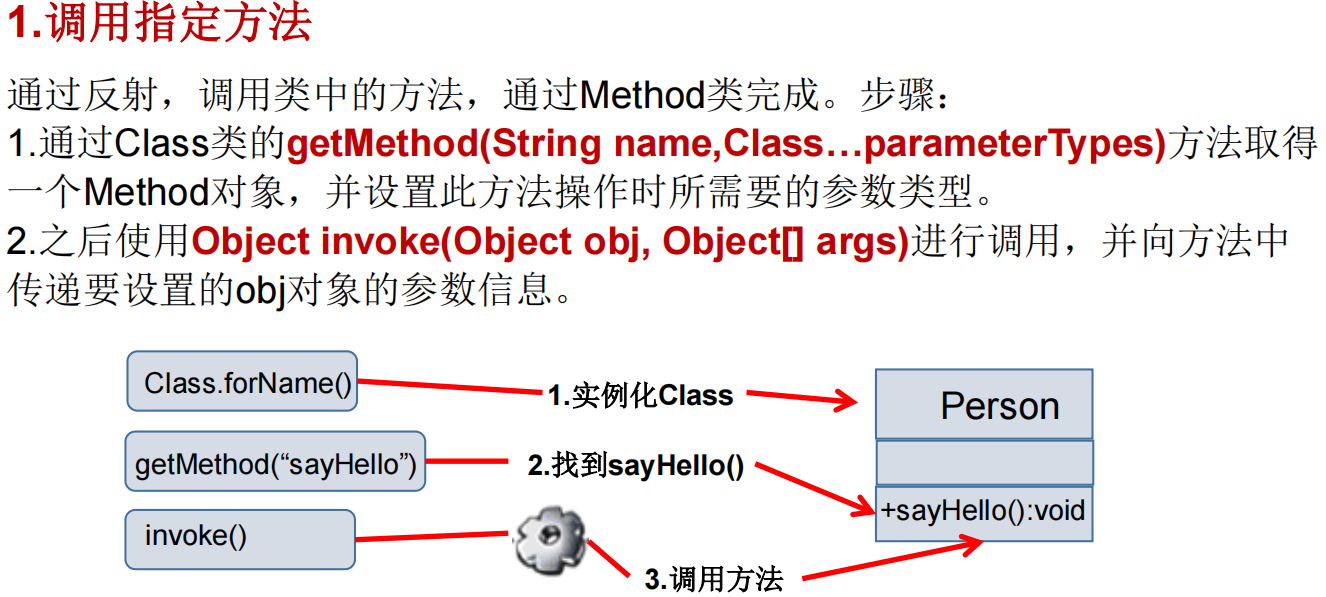 1.调用指定方法
通过反射，调用类中的方法，通过Method类完成。步骤：
1.通过Class类的getMethod(String name,Class…parameterTypes)方法取得
一个Method对象，并设置此方法操作时所需要的参数类型。
2.之后使用Object invoke(Object obj, Object[] args)进行调用，并向方法中
传递要设置的obj对象的参数信息。
Class.forName()
1.实例化Class
Person
getMethod(“sayHello”)
2.找到sayHello()
+sayHello():void
invoke()
3.调用方法